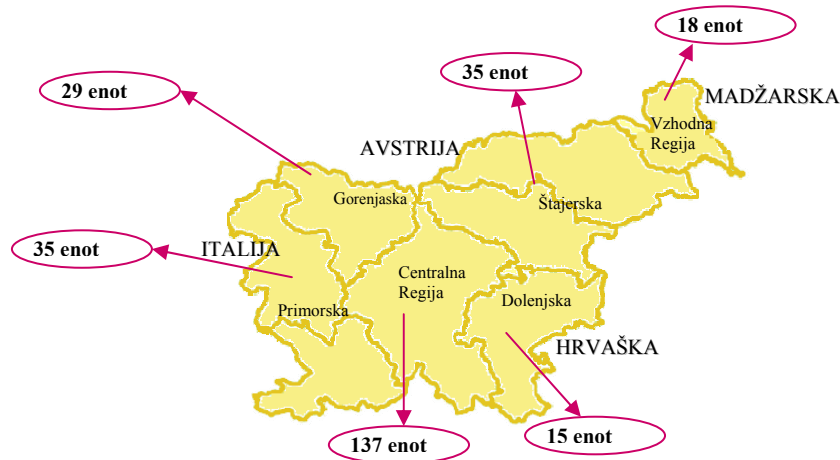 18 enot
35 enot
29 enot
MADŽARSKA
Vzhodna
Regija
AVSTRIJA
Gorenjaska
Štajerska
35 enot
ITALIJA
Centralna
Regija
Primorska
Dolenjska
HRVAŠKA
137 enot
15 enot